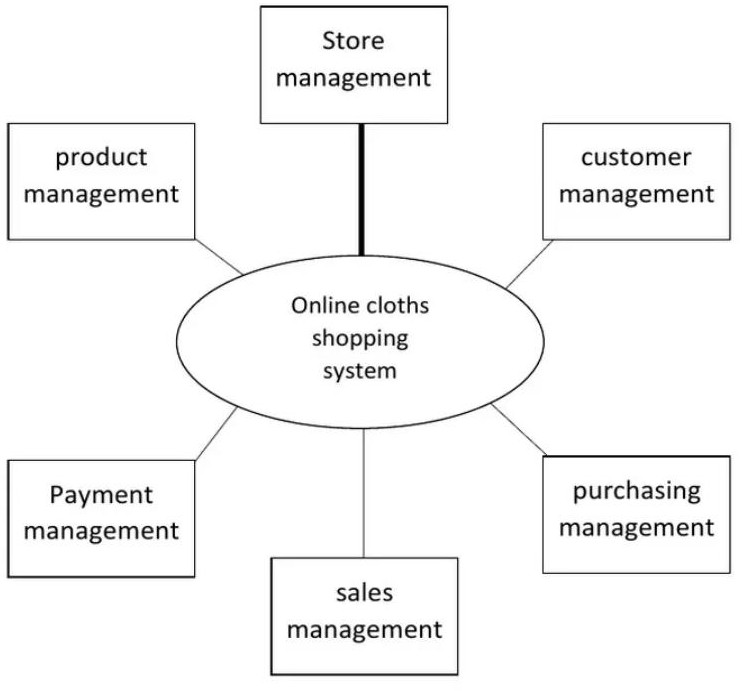 Store
management
product
management
customer
management
Online cloths
shopping
system
Payment
management
purchasing
management
sales
management